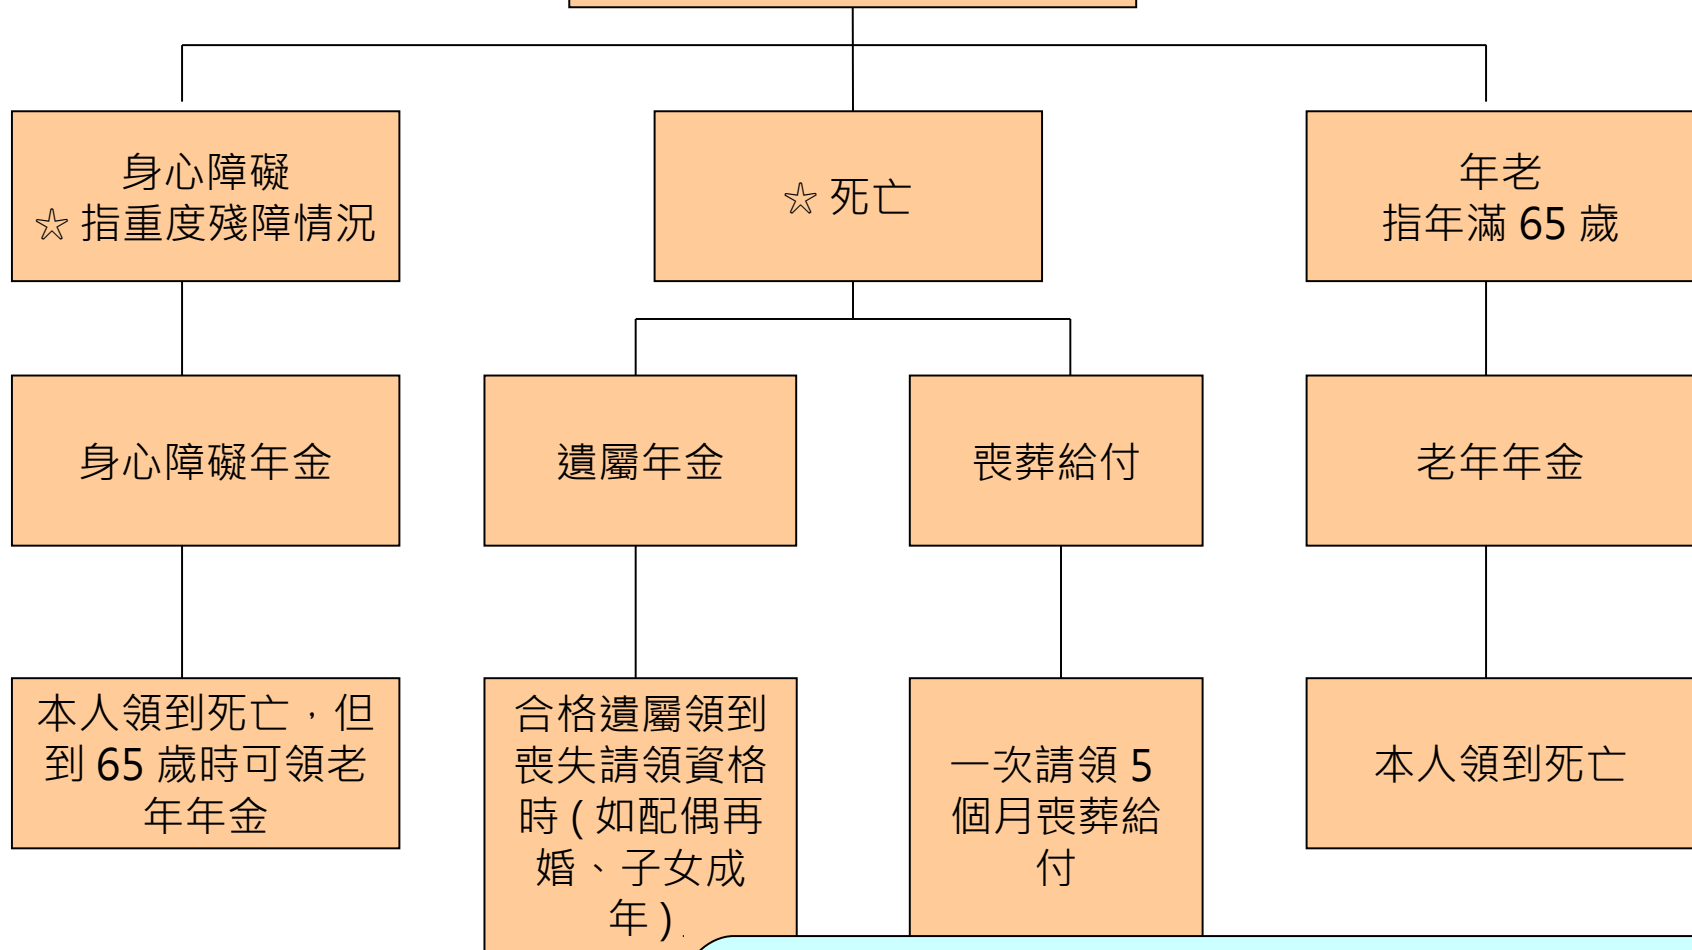 身心障礙
☆ 指重度殘障情況
☆ 死亡
年老
指年滿 65 歲
身心障礙年金
遺屬年金
喪葬給付
老年年金
本人領到死亡，但
到 65 歲時可領老
年年金
合格遺屬領到
喪失請領資格
時 ( 如配偶再
婚、子女成
年 )
一次請領 5
個月喪葬給
付
本人領到死亡